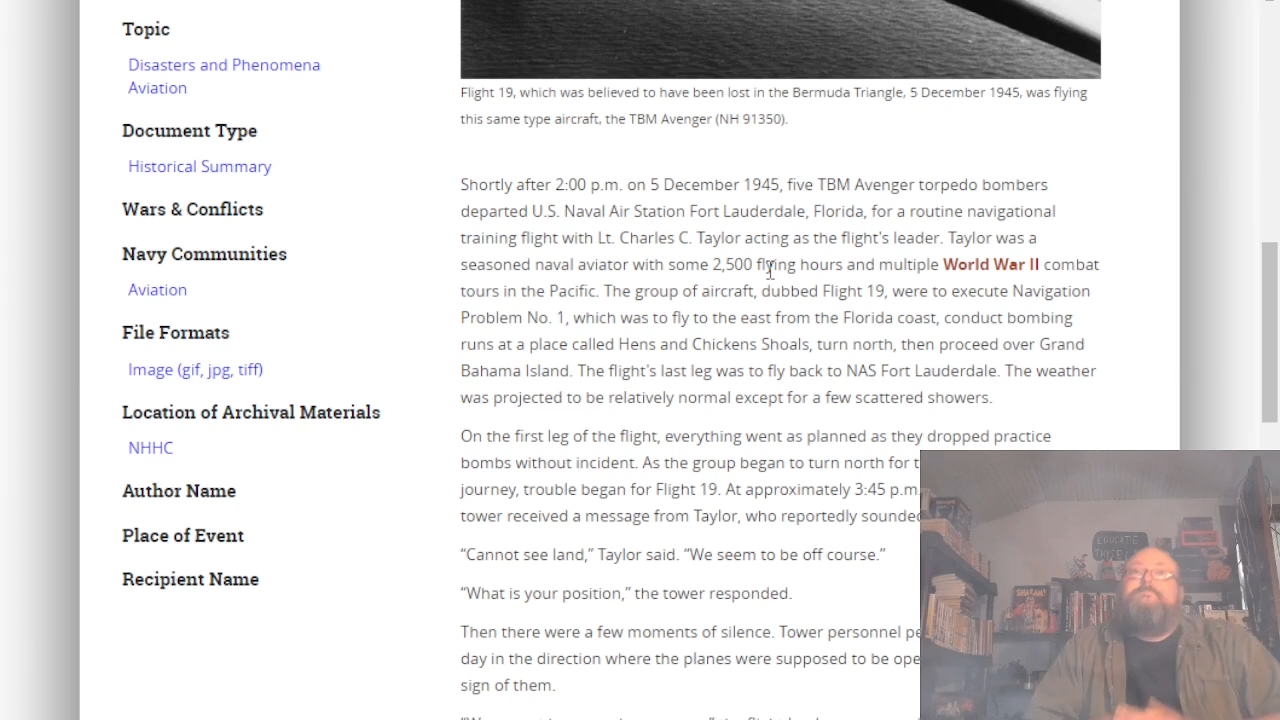 Topic
Disasters and Phenomena
Aviation
Document Type
Historical Summary
Wars & Conflicts
Navy Communities
Aviation
File Formats
Image (gif, jpg, tiff)
Location of Archival Materials
NHHC
Author Name
Place of Event
Recipient Name
Flight 19, which was believed to have been lost in the Bermuda Triangle, 5 December 1945, was flying
this same type aircraft, the TBM Avenger (NH 91350).
Shortly after 2:00 p.m. on 5 December 1945, five TBM Avenger torpedo bombers
departed U.S. Naval Air Station Fort Lauderdale, Florida, for a routine navigational
training flight with Lt. Charles C. Taylor acting as the flight's leader. Taylor was a
seasoned naval aviator with some 2,500 flying hours and multiple World War II combat
tours in the Pacific. The group of aircraft, dubbed Flight 19, were to execute Navigation
Problem No. 1, which was to fly to the east from the Florida coast, conduct bombing
runs at a place called Hens and Chickens Shoals, turn north, then proceed over Grand
Bahama Island. The flight's last leg was to fly back to NAS Fort Lauderdale. The weather
was projected to be relatively normal except for a few scattered showers.
On the first leg of the flight, everything went as planned as they dropped practice
bombs without incident. As the group began to turn north for
journey, trouble began for Flight 19. At approximately 3:45 p.m.
tower received a message from Taylor, who reportedly sounded
“Cannot see land,” Taylor said. “We seem to be off course.”
“What is your position,” the tower responded.
Then there were a few moments of silence. Tower personnel
day in the direction where the planes were supposed to be
sign of them.
EDUCATE
SHAZAM!